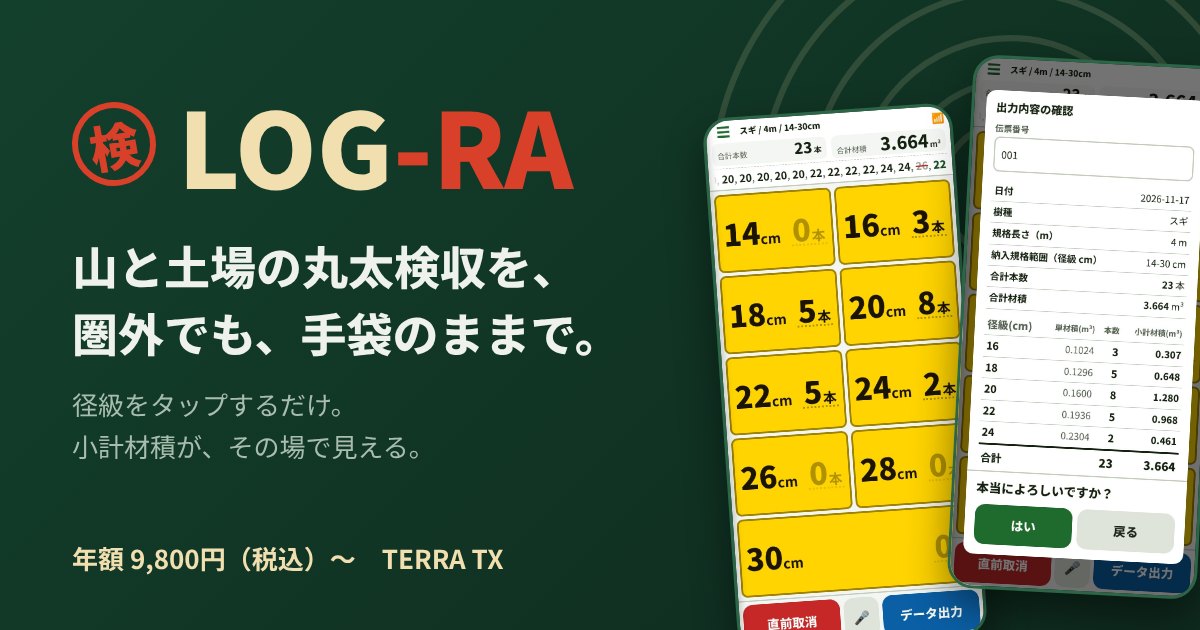 検 LOG-RA
山と土場の丸太検収を、
圏外でも、手袋のままで。
径級をタップするだけ。
小計材積が、その場で見える。
年額 9,800円（税込）〜 TERRA TX
スギ / 4m / 14-30cm
合計本数 23 本 合計材積 3.664 m³
20, 20, 20, 20, 20, 22, 22, 22, 22, 22, 24, 24, 26, 22
14cm 0本 16cm 3本
18cm 5本 20cm 8本
22cm 5本 24cm 2本
26cm 0本 28cm 0
30cm 0
直前取消 データ出力
スギ / 4m / 14-30cm
出力内容の確認
伝票番号
001
日付 2026-11-17
樹種 スギ
規格長さ（m） 4 m
納入規格範囲（径級 cm） 14-30 cm
合計本数 23 本
合計材積 3.664 m³
径級(cm) 単材積(m³) 本数 小計材積(m³)
16 0.1024 3 0.307
18 0.1296 5 0.648
20 0.1600 8 1.280
22 0.1936 5 0.968
24 0.2304 2 0.461
合計 23 3.664
本当によろしいですか？
はい 戻る
直前取消 データ出力